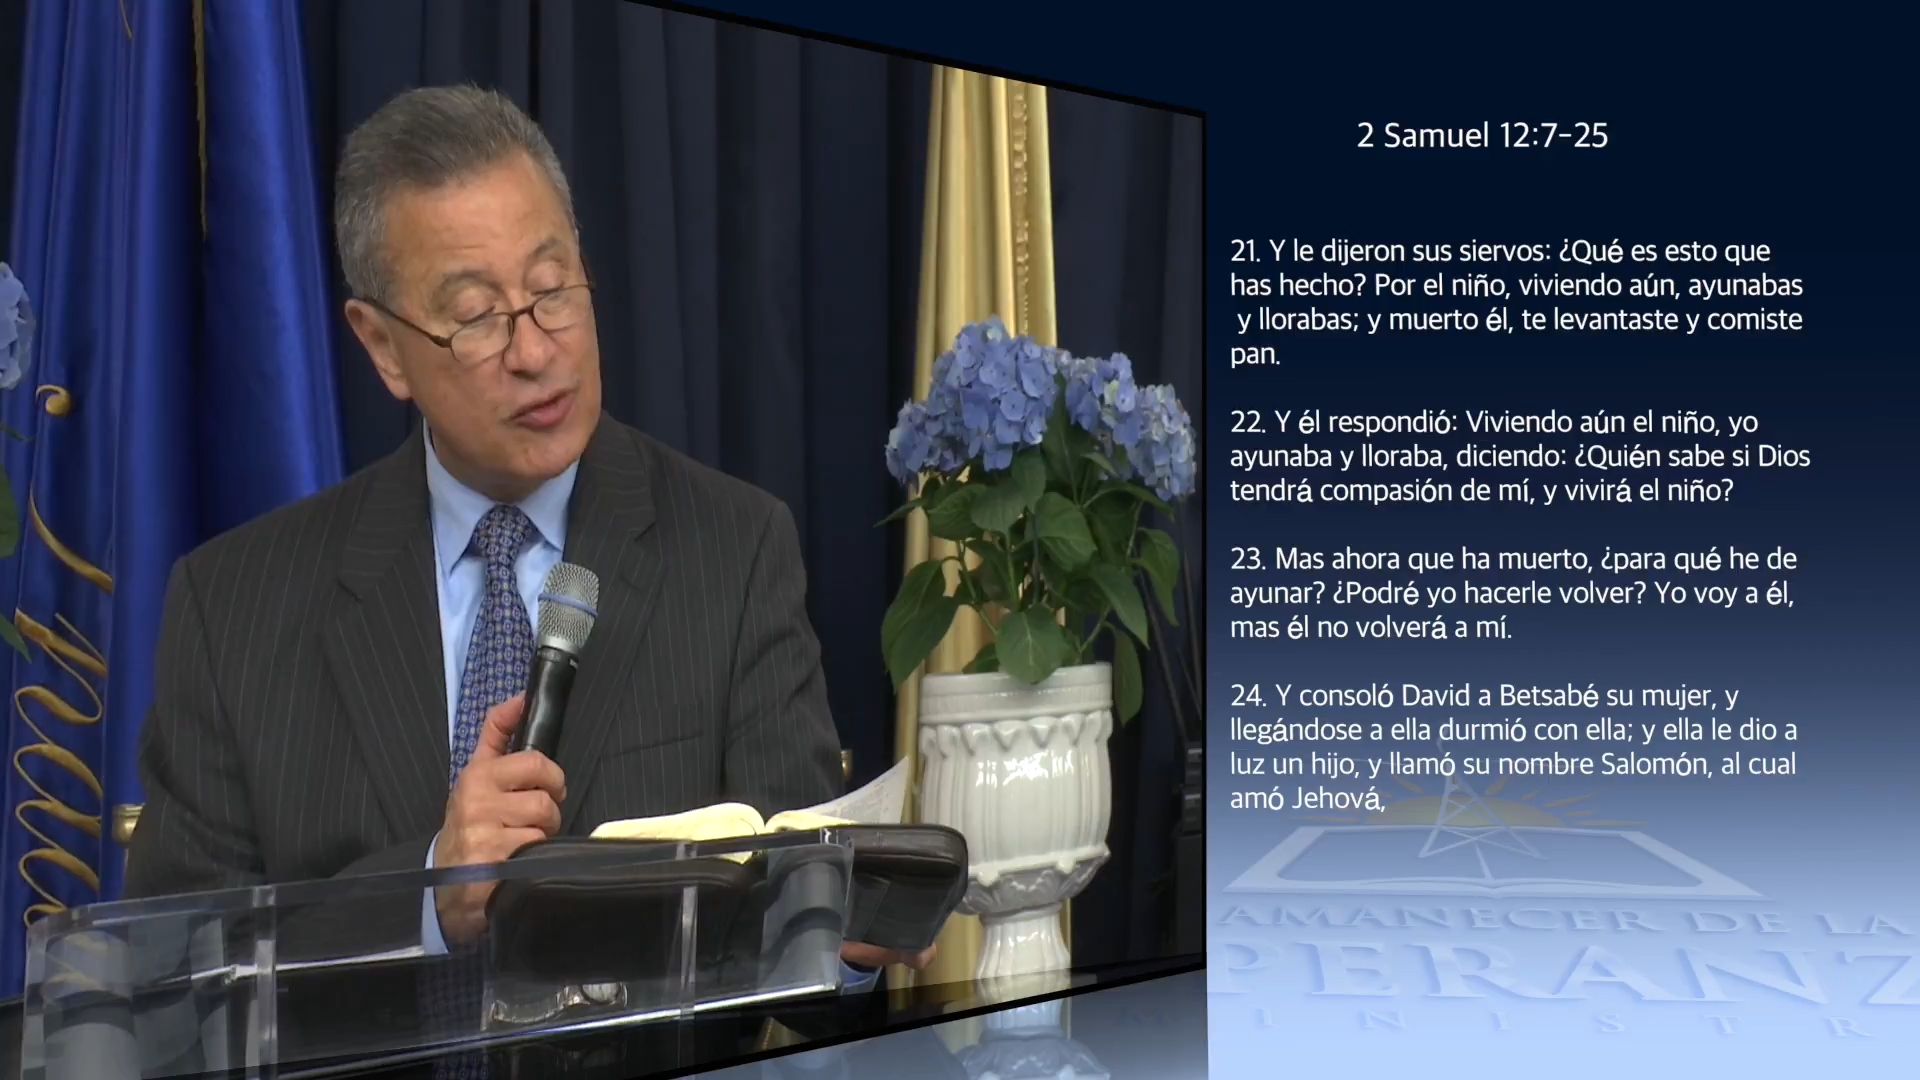 2 Samuel 12:7-25
21. Y le dijeron sus siervos: ¿Qué es esto que
has hecho? Por el niño, viviendo aún, ayunabas
y llorabas; y muerto él, te levantaste y comiste
pan.
22. Y él respondió: Viviendo aún el niño, yo
ayunaba y lloraba, diciendo: ¿Quién sabe si Dios
tendrá compasión de mí, y vivirá el niño?
23. Mas ahora que ha muerto, ¿para qué he de
ayunar? ¿Podré yo hacerle volver? Yo voy a él,
mas él no volverá a mí.
24. Y consoló David a Betsabé su mujer, y
llegándose a ella durmió con ella; y ella le dio a
luz un hijo, y llamó su nombre Salomón, al cual
amó Jehová,
AMANECER DE LA
PERANZ